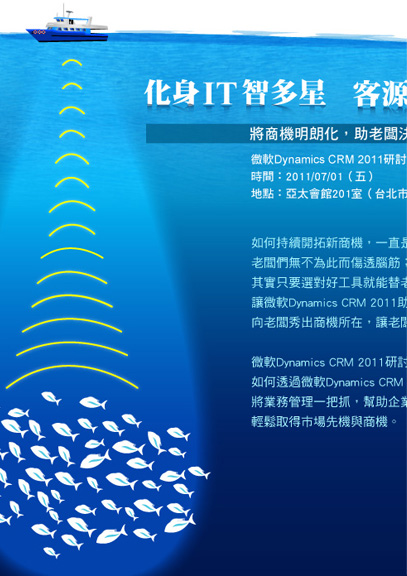 化身IT智多星 客源
將商機明朗化，助老闆決
微軟Dynamics CRM 2011研討
時間：2011/07/01（五）
地點：亞太會館201室（台北市
如何持續開拓新商機，一直是
老闆們無不為此而傷透腦筋；
其實只要選對好工具就能替老
讓微軟Dynamics CRM 2011助
向老闆秀出商機所在，讓老闆
微軟Dynamics CRM 2011研討
如何透過微軟Dynamics CRM
將業務管理一把抓，幫助企業
輕鬆取得市場先機與商機。